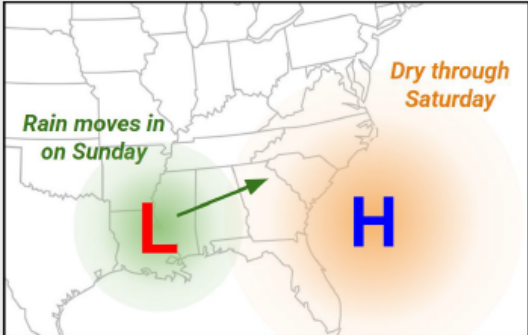 Dry through
Saturday
Rain moves in
on Sunday
L
H